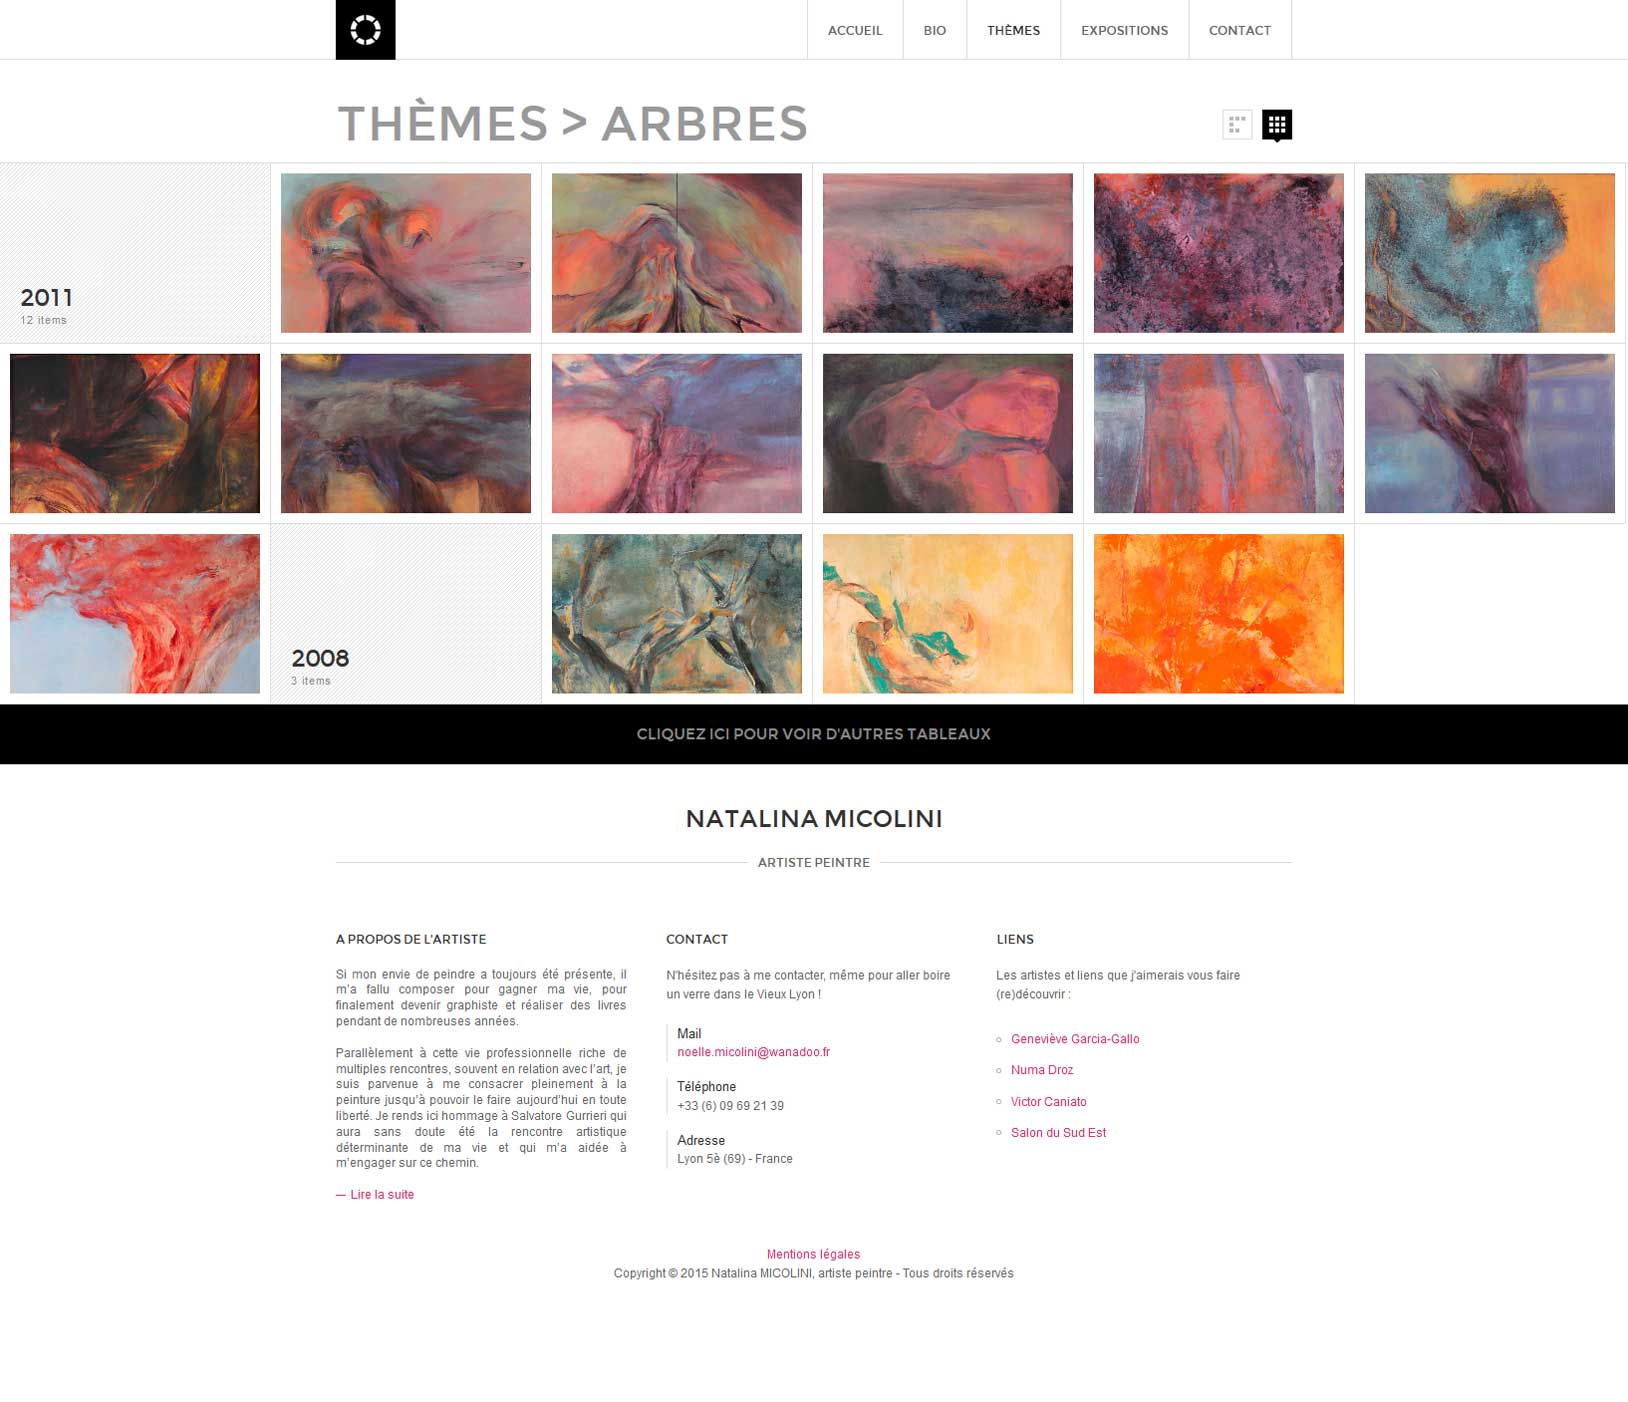 ACCUEIL
BIO
THÈMES
EXPOSITIONS
CONTACT
THÈMES > ARBRES
2011
12 items
2008
3 items
CLIQUEZ ICI POUR VOIR D'AUTRES TABLEAUX
NATALINA MICOLINI
ARTISTE PEINTRE
A PROPOS DE L'ARTISTE
Si mon envie de peindre a toujours été présente, il
m'a fallu composer pour gagner ma vie, pour
finalement devenir graphiste et réaliser des livres
pendant de nombreuses années.
Parallèlement à cette vie professionnelle riche de
multiples rencontres, souvent en relation avec l'art, je
suis parvenue à me consacrer pleinement à la
peinture jusqu'à pouvoir le faire aujourd'hui en toute
liberté. Je rends ici hommage à Salvatore Gurrieri qui
aura sans doute été la rencontre artistique
déterminante de ma vie et qui m'a aidée à
m'engager sur ce chemin.
— Lire la suite
CONTACT
N'hésitez pas à me contacter, même pour aller boire
un verre dans le Vieux Lyon !
Mail
noelle.micolini@wanadoo.fr
Téléphone
+33 (6) 09 69 21 39
Adresse
Lyon 5è (69) - France
LIENS
Les artistes et liens que j'aimerais vous faire
(re)découvrir :
Geneviève Garcia-Gallo
Numa Droz
Victor Caniato
Salon du Sud Est
Mentions légales
Copyright © 2015 Natalina MICOLINI, artiste peintre - Tous droits réservés